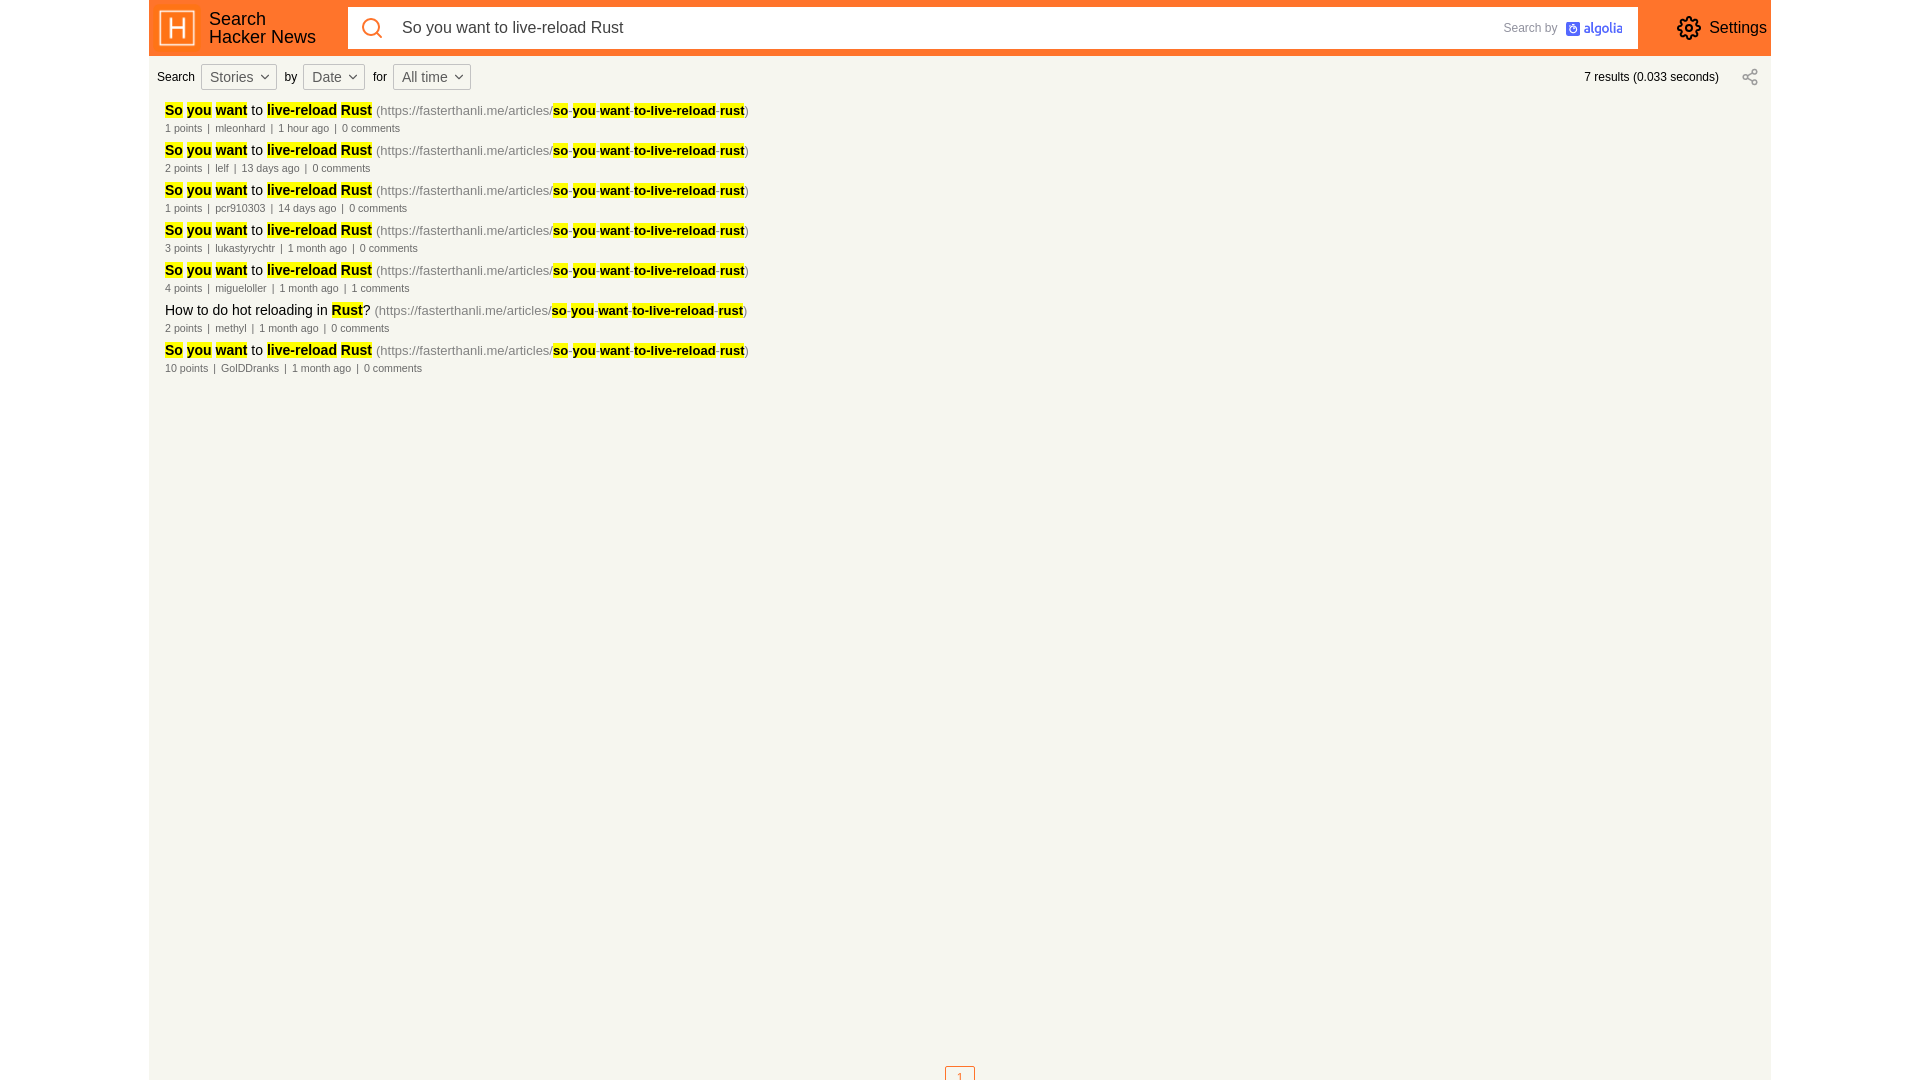 Search
Hacker News
So you want to live-reload Rust
Search by algolia
Settings
Search Stories by Date for All time
7 results (0.033 seconds)
So you want to live-reload Rust (https://fasterthanli.me/articles/so-you-want-to-live-reload-rust)
1 points | mleonhard | 1 hour ago | 0 comments
So you want to live-reload Rust (https://fasterthanli.me/articles/so-you-want-to-live-reload-rust)
2 points | lelf | 13 days ago | 0 comments
So you want to live-reload Rust (https://fasterthanli.me/articles/so-you-want-to-live-reload-rust)
1 points | pcr910303 | 14 days ago | 0 comments
So you want to live-reload Rust (https://fasterthanli.me/articles/so-you-want-to-live-reload-rust)
3 points | lukastyrychtr | 1 month ago | 0 comments
So you want to live-reload Rust (https://fasterthanli.me/articles/so-you-want-to-live-reload-rust)
4 points | migueloller | 1 month ago | 1 comments
How to do hot reloading in Rust? (https://fasterthanli.me/articles/so-you-want-to-live-reload-rust)
2 points | methyl | 1 month ago | 0 comments
So you want to live-reload Rust (https://fasterthanli.me/articles/so-you-want-to-live-reload-rust)
10 points | GolDDranks | 1 month ago | 0 comments
1